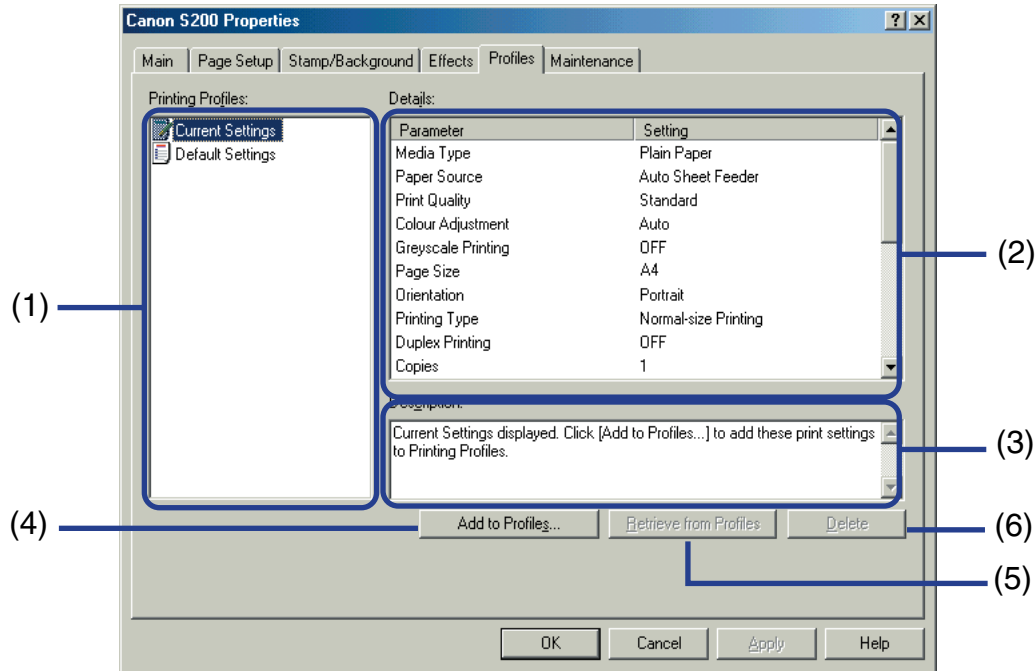 Canon S200 Properties
Main Page Setup Stamp/Background Effects Profiles Maintenance
Printing Profiles: Details:
Current Settings
Default Settings
Parameter Setting
Media Type Plain Paper
Paper Source Auto Sheet Feeder
Print Quality Standard
Colour Adjustment Auto
Greyscale Printing OFF
Page Size A4
Orientation Portrait
Printing Type Normal-size Printing
Duplex Printing OFF
Copies 1
(1)
(2)
Description:
Current Settings displayed. Click [Add to Profiles...] to add these print settings
to Printing Profiles.
(3)
(4)
Add to Profiles... Retrieve from Profiles Delete
(6)
(5)
OK Cancel Apply Help